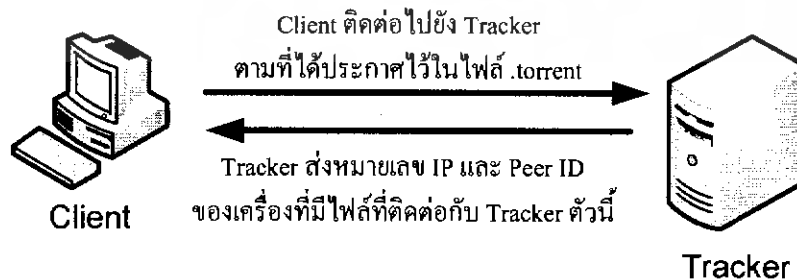 Client ติดต่อไปยัง Tracker
ตามที่ได้ประกาศไว้ในไฟล์ .torrent
Tracker ส่งหมายเลข IP และ Peer ID
ของเครื่องที่มีไฟล์ที่ติดต่อกับ Tracker ตัวนี้
Client
Tracker